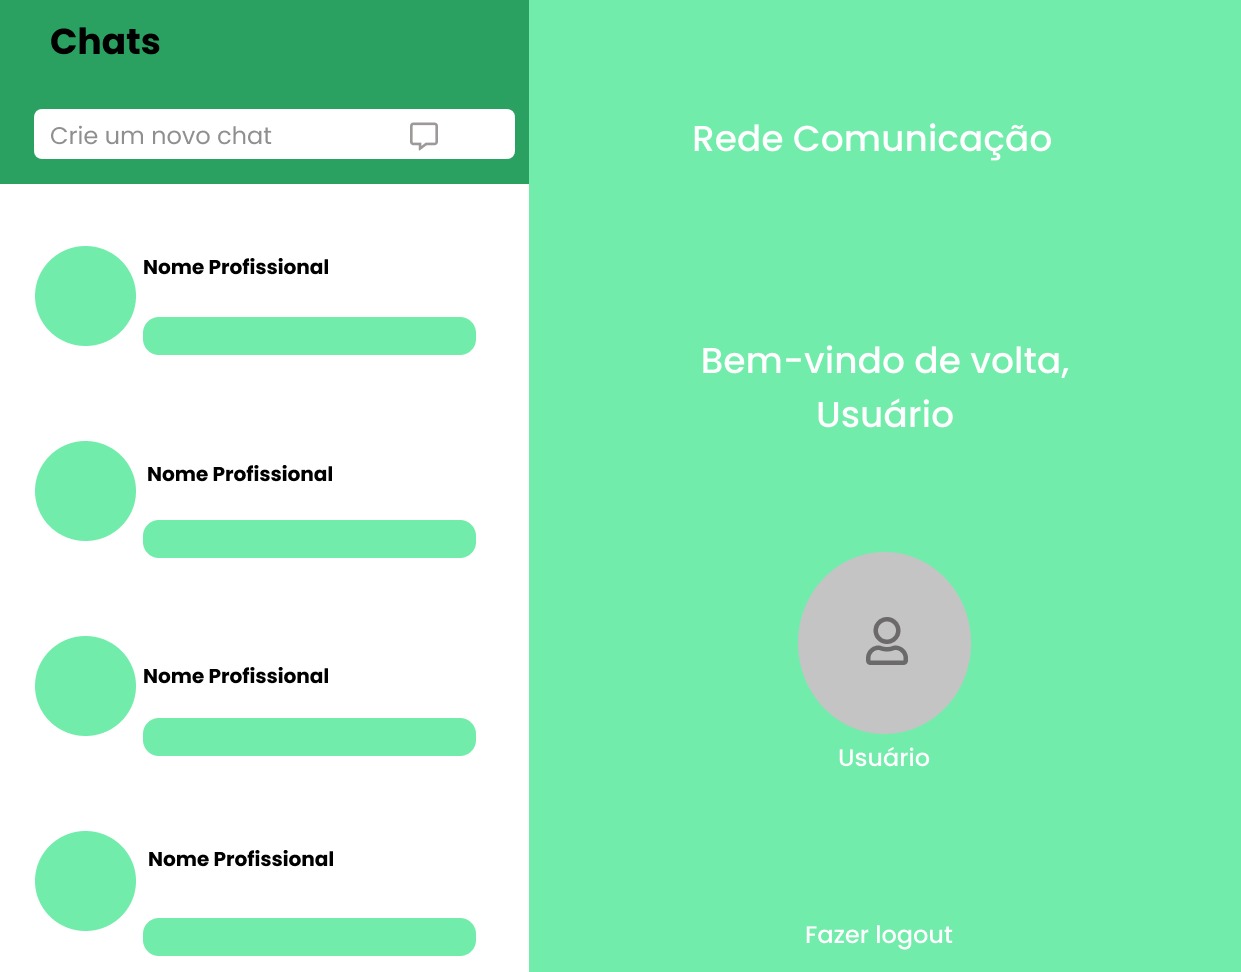 Chats
Crie um novo chat
Nome Profissional
Nome Profissional
Nome Profissional
Nome Profissional
Rede Comunicação
Bem-vindo de volta,
Usuário
Usuário
Fazer logout